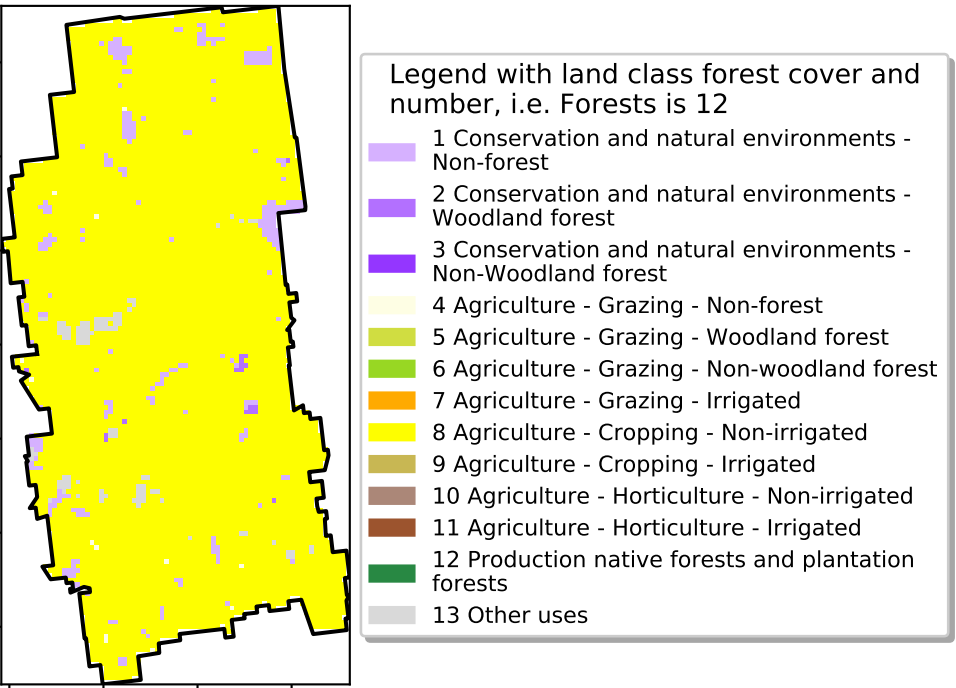 Legend with land class forest cover and
number, i.e. Forests is 12
1 Conservation and natural environments -
Non-forest
2 Conservation and natural environments -
Woodland forest
3 Conservation and natural environments -
Non-Woodland forest
4 Agriculture - Grazing - Non-forest
5 Agriculture - Grazing - Woodland forest
6 Agriculture - Grazing - Non-woodland forest
7 Agriculture - Grazing - Irrigated
8 Agriculture - Cropping - Non-irrigated
9 Agriculture - Cropping - Irrigated
10 Agriculture - Horticulture - Non-irrigated
11 Agriculture - Horticulture - Irrigated
12 Production native forests and plantation
forests
13 Other uses